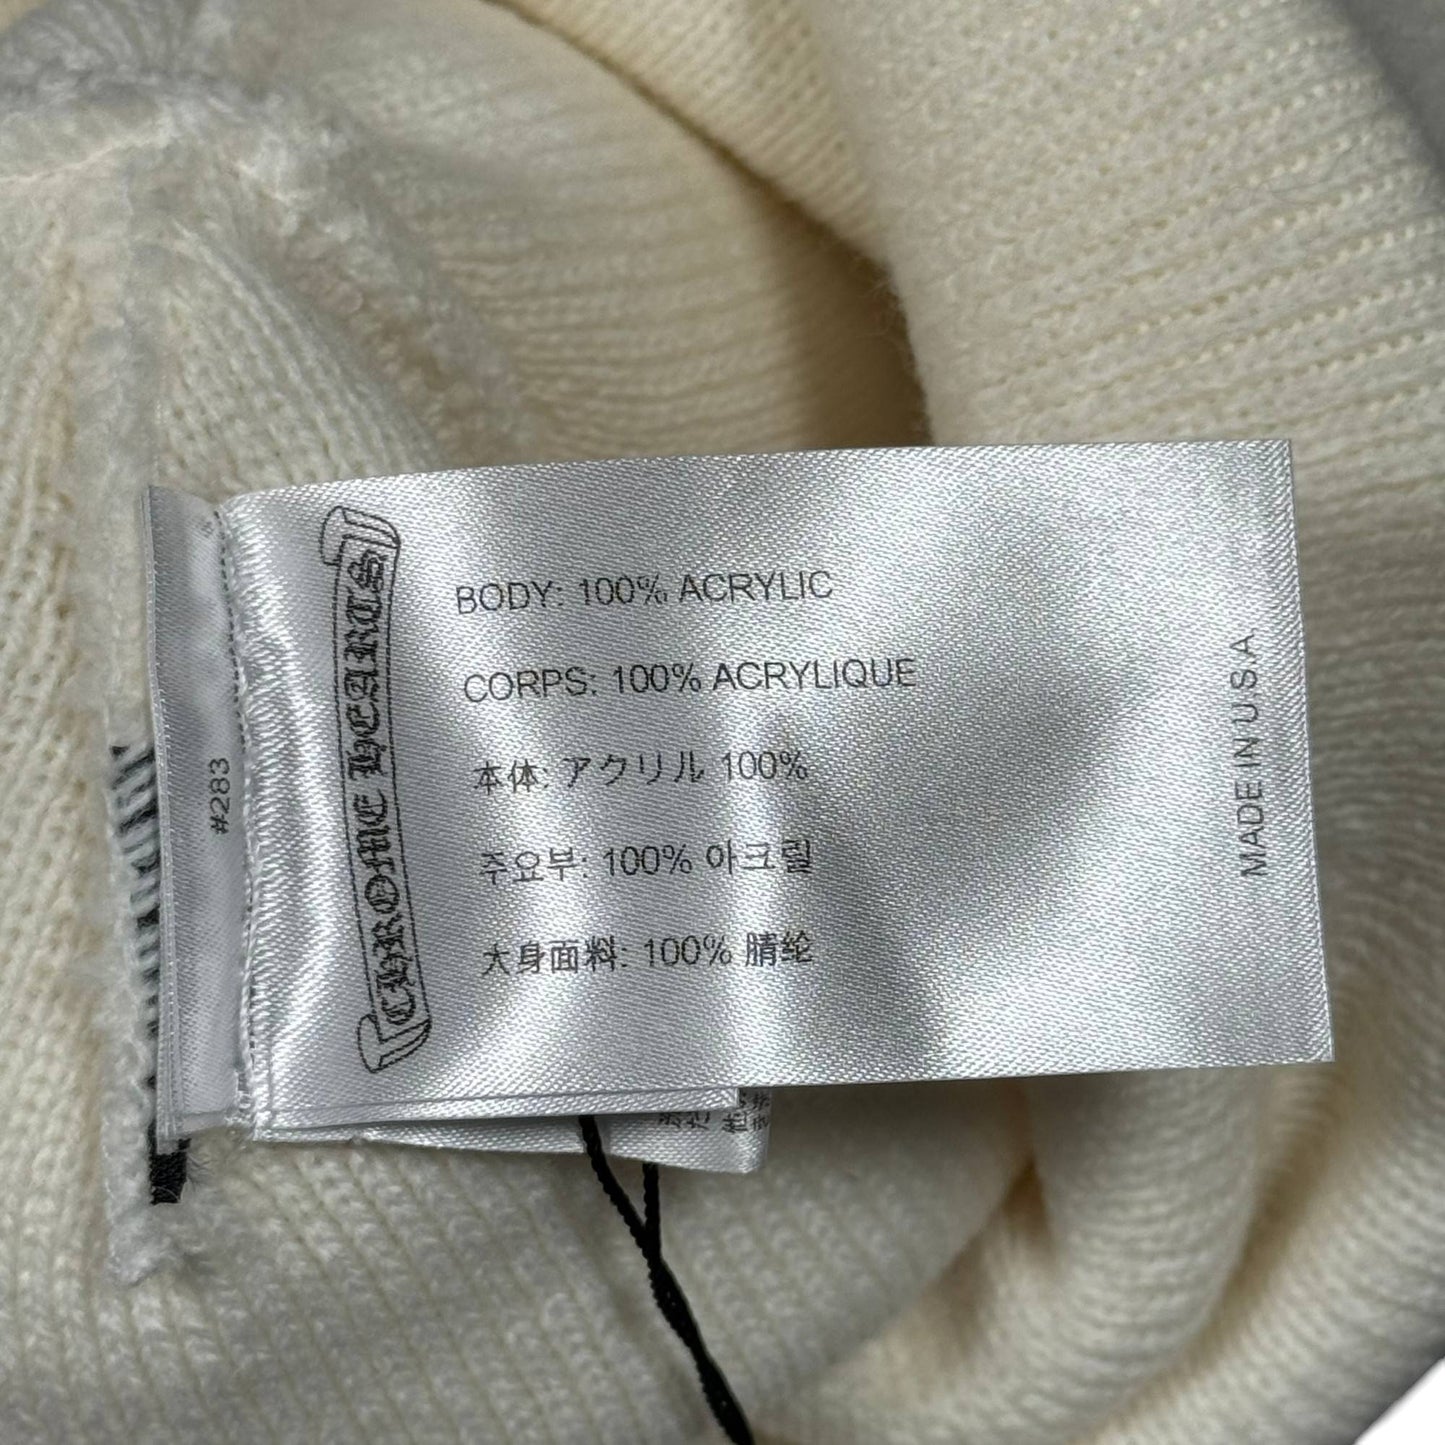 CHROME HEARTS
BODY: 100% ACRYLIC
CORPS: 100% ACRYLIQUE
本体: アクリル 100%
주요부: 100% 아크릴
大身面料: 100% 腈纶
MADE IN U.S.A.
#283